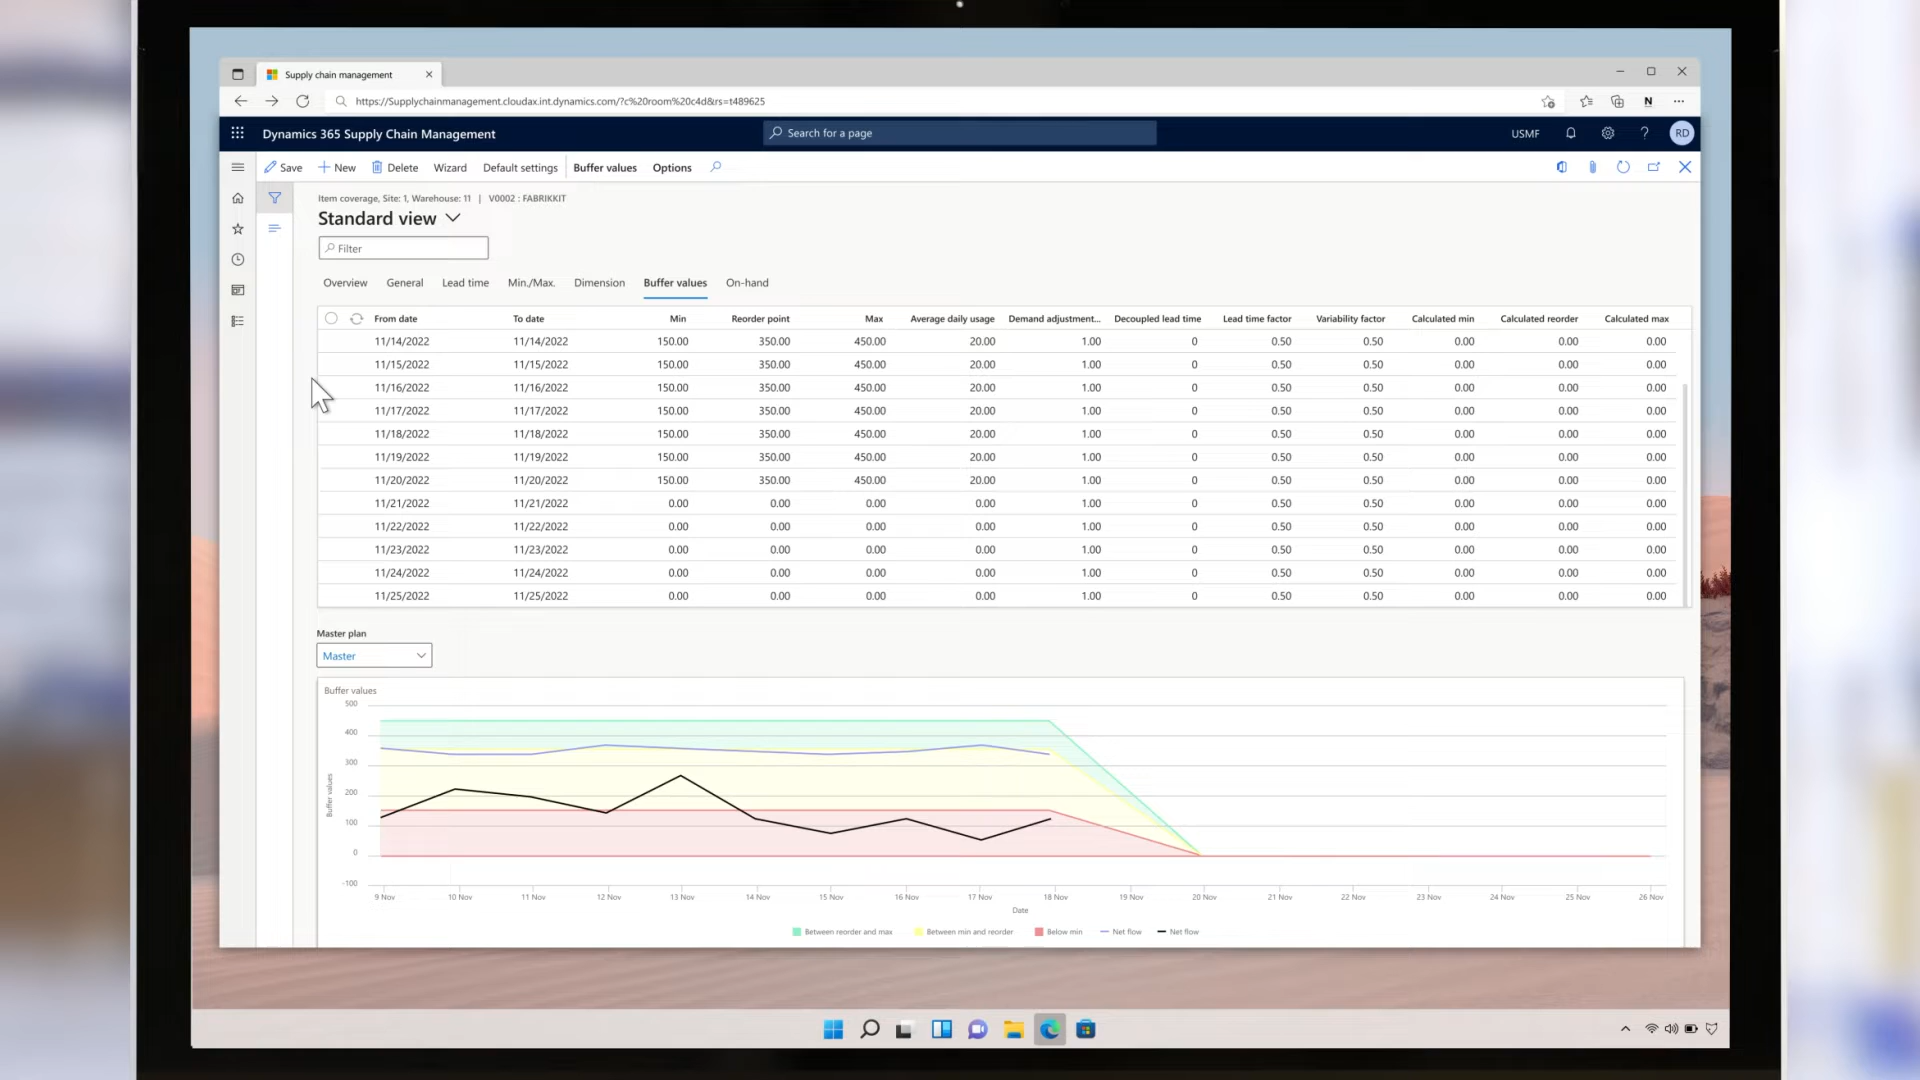 Supply chain management
https://Supplychainmanagement.cloudax.int.dynamics.com/?c%20room%20c4d&rs=t489625
N
Dynamics 365 Supply Chain Management
Search for a page
USMF
RD
Save New Delete Wizard Default settings Buffer values Options
Item coverage, Site: 1, Warehouse: 11 | V0002 : FABRIKKIT
Standard view
Filter
Overview General Lead time Min./Max. Dimension Buffer values On-hand
From date To date Min Reorder point Max Average daily usage Demand adjustment... Decoupled lead time Lead time factor Variability factor Calculated min Calculated reorder Calculated max
11/14/2022 11/14/2022 150.00 350.00 450.00 20.00 1.00 0 0.50 0.50 0.00 0.00 0.00
11/15/2022 11/15/2022 150.00 350.00 450.00 20.00 1.00 0 0.50 0.50 0.00 0.00 0.00
11/16/2022 11/16/2022 150.00 350.00 450.00 20.00 1.00 0 0.50 0.50 0.00 0.00 0.00
11/17/2022 11/17/2022 150.00 350.00 450.00 20.00 1.00 0 0.50 0.50 0.00 0.00 0.00
11/18/2022 11/18/2022 150.00 350.00 450.00 20.00 1.00 0 0.50 0.50 0.00 0.00 0.00
11/19/2022 11/19/2022 150.00 350.00 450.00 20.00 1.00 0 0.50 0.50 0.00 0.00 0.00
11/20/2022 11/20/2022 150.00 350.00 450.00 20.00 1.00 0 0.50 0.50 0.00 0.00 0.00
11/21/2022 11/21/2022 0.00 0.00 0.00 0.00 1.00 0 0.50 0.50 0.00 0.00 0.00
11/22/2022 11/22/2022 0.00 0.00 0.00 0.00 1.00 0 0.50 0.50 0.00 0.00 0.00
11/23/2022 11/23/2022 0.00 0.00 0.00 0.00 1.00 0 0.50 0.50 0.00 0.00 0.00
11/24/2022 11/24/2022 0.00 0.00 0.00 0.00 1.00 0 0.50 0.50 0.00 0.00 0.00
11/25/2022 11/25/2022 0.00 0.00 0.00 0.00 1.00 0 0.50 0.50 0.00 0.00 0.00
Master plan
Master
Buffer values
500
400
300
200
100
0
-100
Buffer values
9 Nov 10 Nov 11 Nov 12 Nov 13 Nov 14 Nov 15 Nov 16 Nov 17 Nov 18 Nov 19 Nov 20 Nov 21 Nov 22 Nov 23 Nov 24 Nov 25 Nov 26 Nov
Date
Between reorder and max Between min and reorder Below min Net flow Net flow